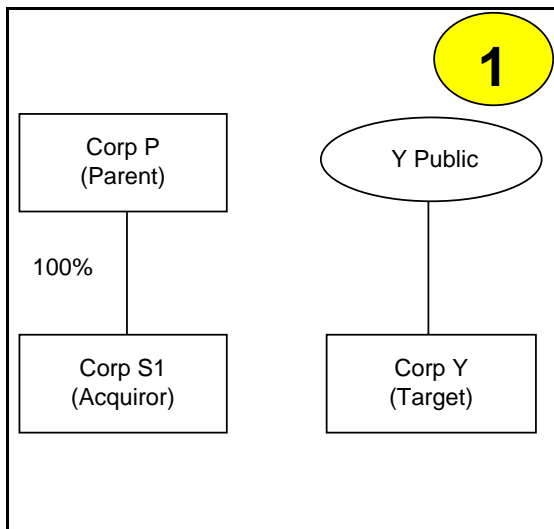 1
Corp P
(Parent)
Y Public
100%
Corp S1
(Acquiror)
Corp Y
(Target)